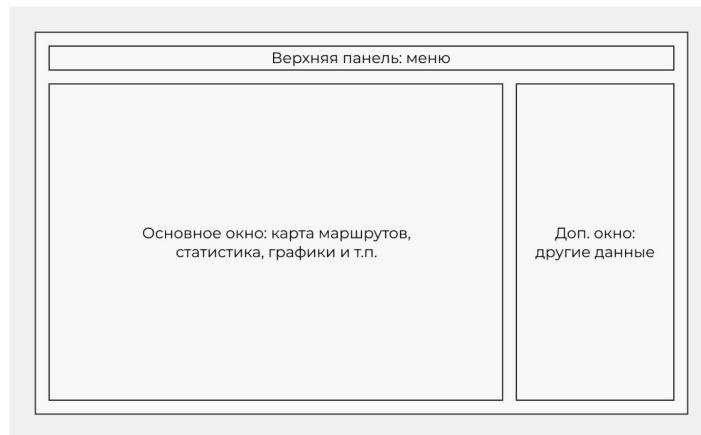 Верхняя панель: меню
Основное окно: карта маршрутов,
статистика, графики и т.п.
Доп. окно:
другие данные